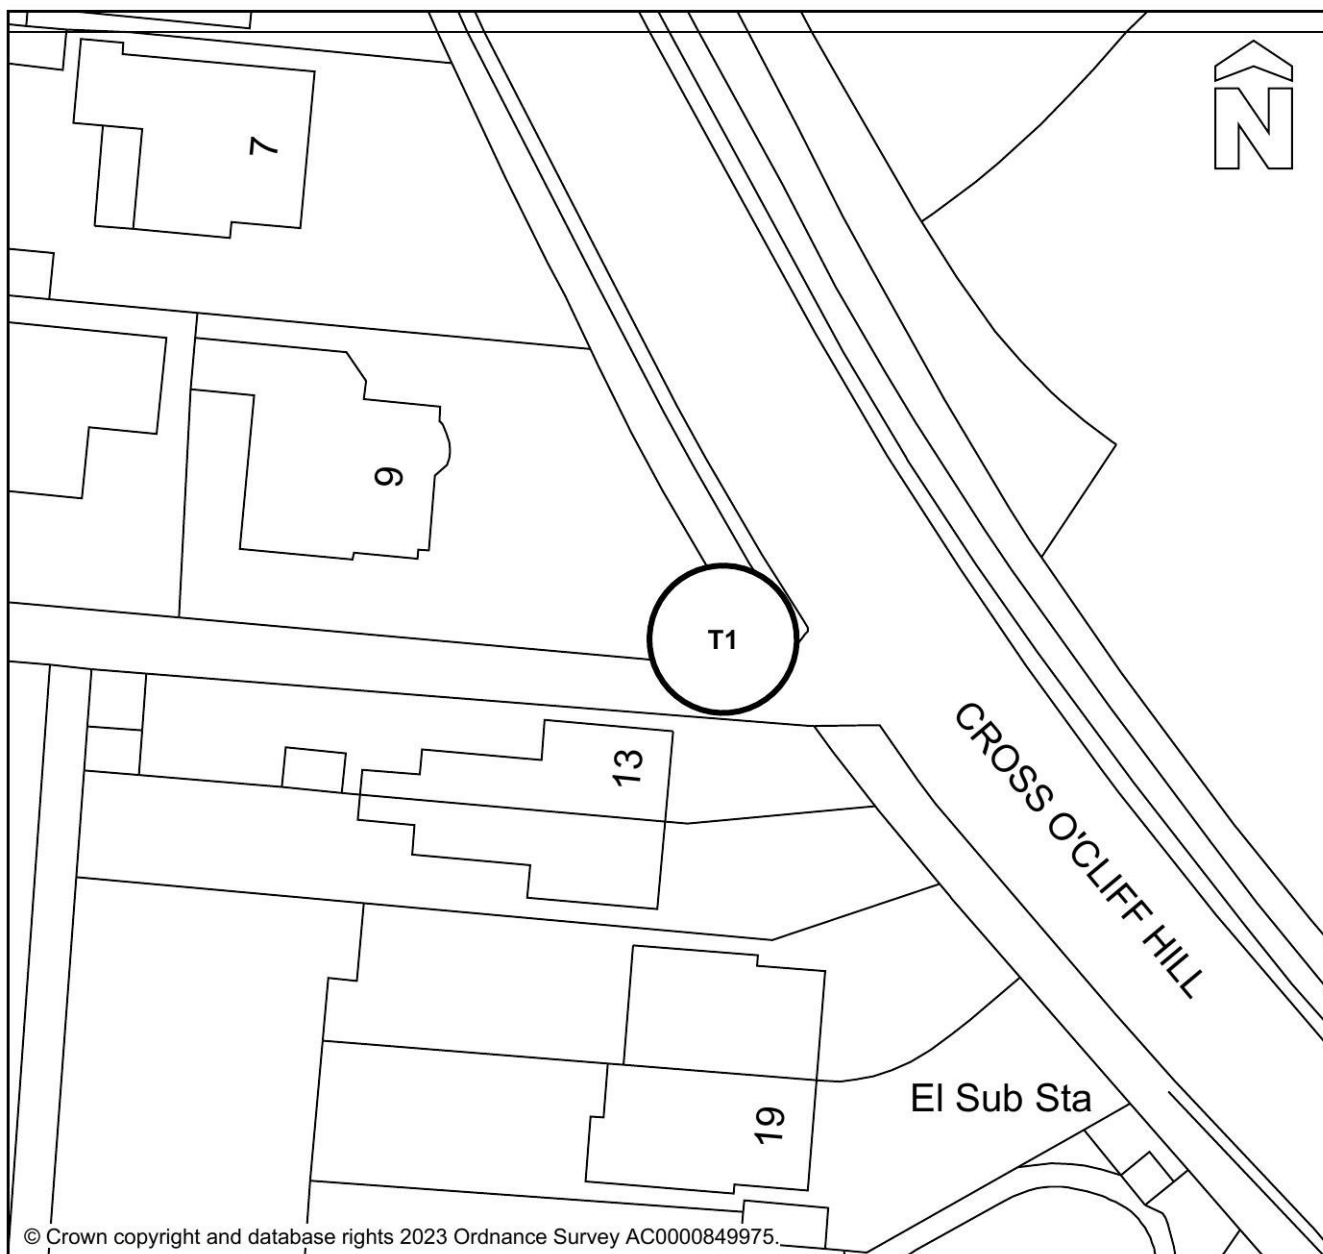 N
7
9
T1
13
CROSS O'CLIFF HILL
El Sub Sta
19
© Crown copyright and database rights 2023 Ordnance Survey AC0000849975.